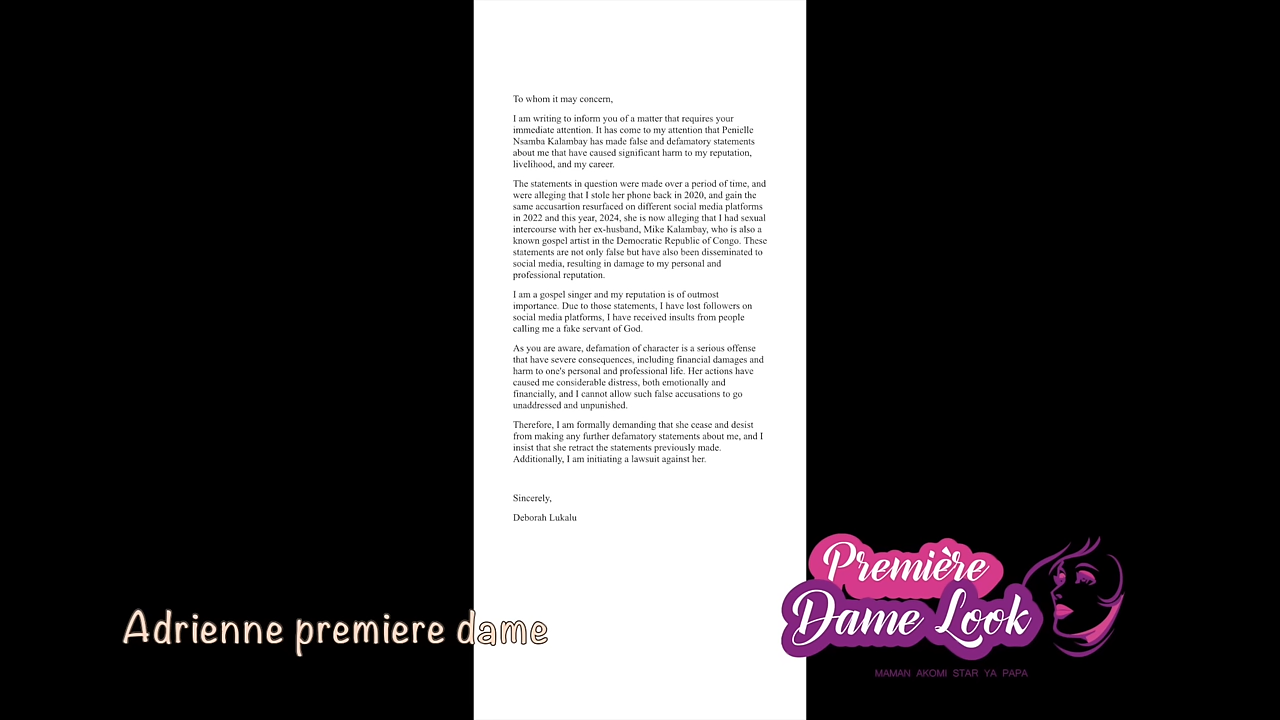 To whom it may concern,
I am writing to inform you of a matter that requires your
immediate attention. It has come to my attention that Penielle
Nsamba Kalambay has made false and defamatory statements
about me that have caused significant harm to my reputation,
livelihood, and my career.
The statements in question were made over a period of time, and
were alleging that I stole her phone back in 2020, and gain the
same accusartion resurfaced on different social media platforms
in 2022 and this year, 2024, she is now alleging that I had sexual
intercourse with her ex-husband, Mike Kalambay, who is also a
known gospel artist in the Democratic Republic of Congo. These
statements are not only false but have also been disseminated to
social media, resulting in damage to my personal and
professional reputation.
I am a gospel singer and my reputation is of outmost
importance. Due to those statements, I have lost followers on
social media platforms, I have received insults from people
calling me a fake servant of God.
As you are aware, defamation of character is a serious offense
that have severe consequences, including financial damages and
harm to one's personal and professional life. Her actions have
caused me considerable distress, both emotionally and
financially, and I cannot allow such false accusations to go
unaddressed and unpunished.
Therefore, I am formally demanding that she cease and desist
from making any further defamatory statements about me, and I
insist that she retract the statements previously made.
Additionally, I am initiating a lawsuit against her.
Sincerely,
Deborah Lukalu
Adrienne premiere dame
Première
Dame Look
MAMAN AKOMI STAR YA PAPA